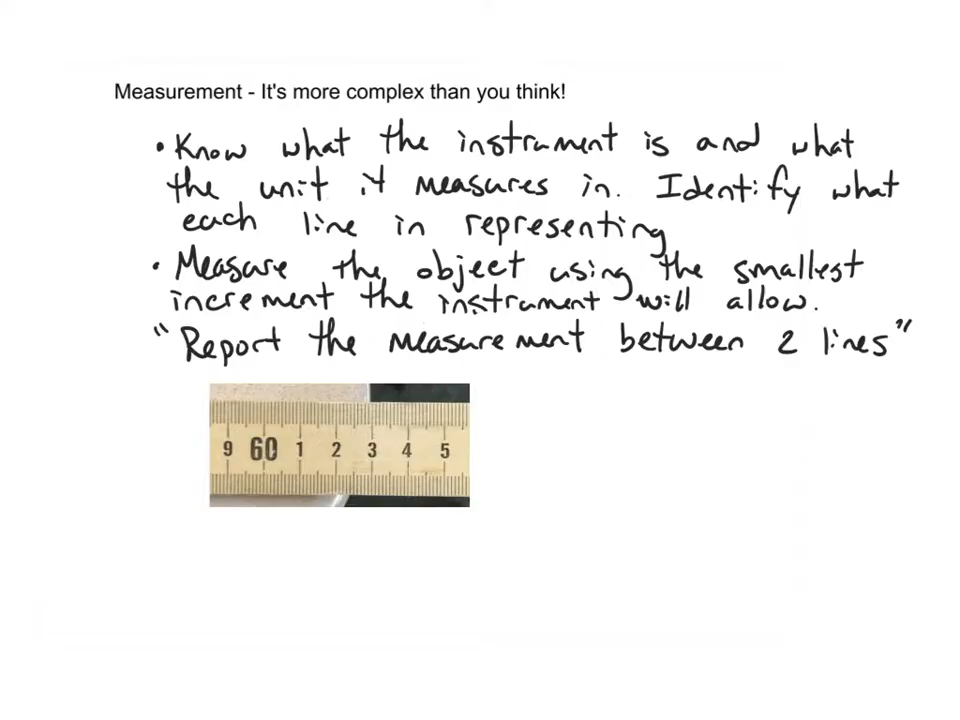 Measurement - It's more complex than you think!
• Know what the instrument is and what
the unit it measures in. Identify what
each line in representing
• Measure the object using the smallest
increment the instrument will allow.
"Report the measurement between 2 lines"
9 60 1 2 3 4 5